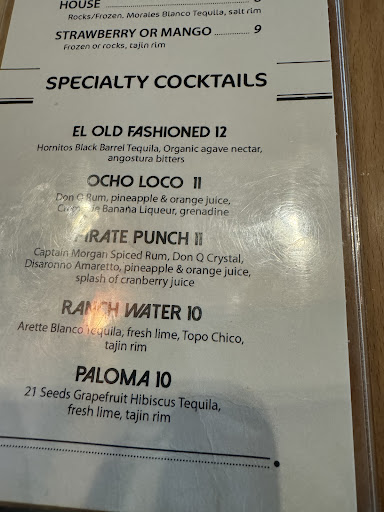 HOUSE
Rocks/Frozen, Morales Blanco Tequila, salt rim
STRAWBERRY OR MANGO 9
Frozen or rocks, tajin rim
SPECIALTY COCKTAILS
EL OLD FASHIONED 12
Hornitos Black Barrel Tequila, Organic agave nectar,
angostura bitters
OCHO LOCO 11
Don Q Rum, pineapple & orange juice,
Creme de Banana Liqueur, grenadine
PIRATE PUNCH 11
Captain Morgan Spiced Rum, Don Q Crystal,
Disaronno Amaretto, pineapple & orange juice,
splash of cranberry juice
RANCH WATER 10
Arette Blanco Tequila, fresh lime, Topo Chico,
tajin rim
PALOMA 10
21 Seeds Grapefruit Hibiscus Tequila,
fresh lime, tajin rim